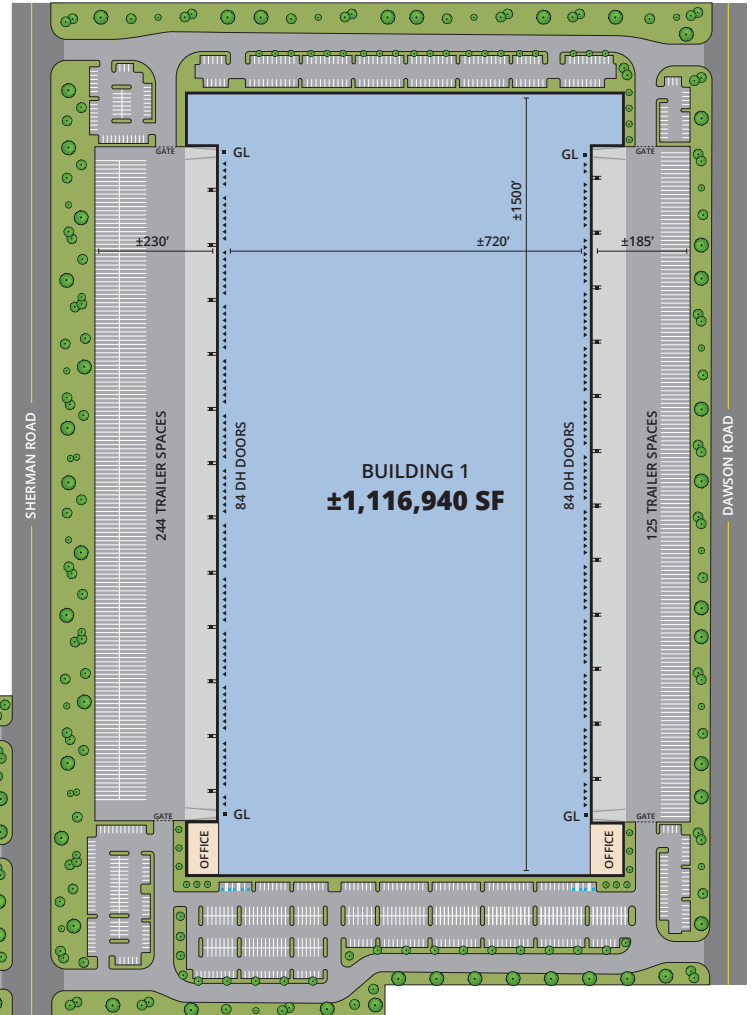 GATE
GATE
GL
GL
±1500′
±230′
±720′
±185′
SHERMAN ROAD
244 TRAILER SPACES
84 DH DOORS
BUILDING 1
±1,116,940 SF
84 DH DOORS
125 TRAILER SPACES
DAWSON ROAD
GL
GL
GATE
GATE
OFFICE
OFFICE